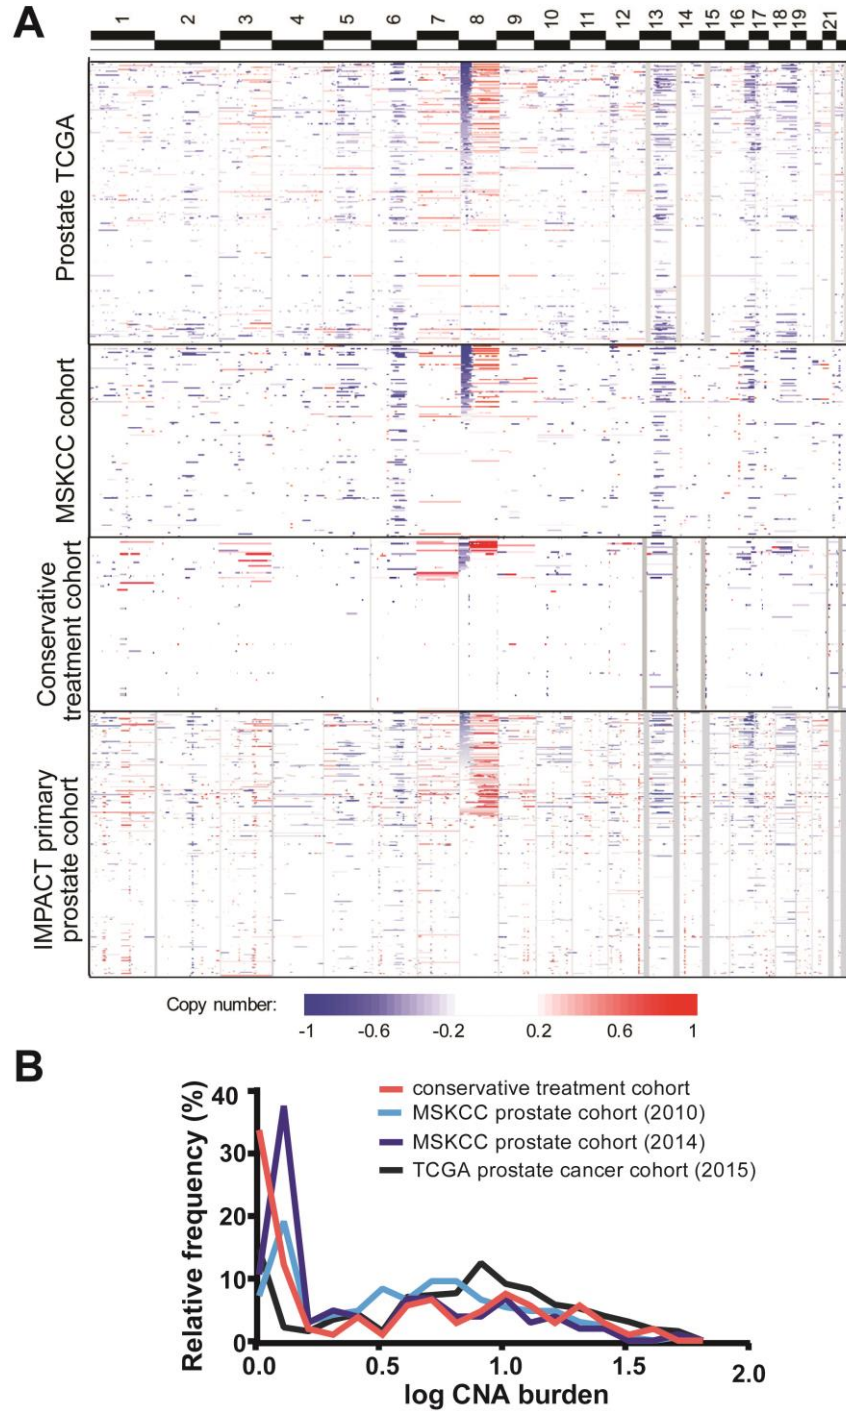 A
1 2 3 4 5 6 7 8 9 10 11 12 13 14 15 16 17 18 19 21
Prostate TCGA
MSKCC cohort
Conservative
treatment cohort
IMPACT primary
prostate cohort
Copy number:
-1 -0.6 -0.2 0.2 0.6 1
B
Relative frequency (%)
40
30
20
10
0
conservative treatment cohort
MSKCC prostate cohort (2010)
MSKCC prostate cohort (2014)
TCGA prostate cancer cohort (2015)
0.0 0.5 1.0 1.5 2.0
log CNA burden